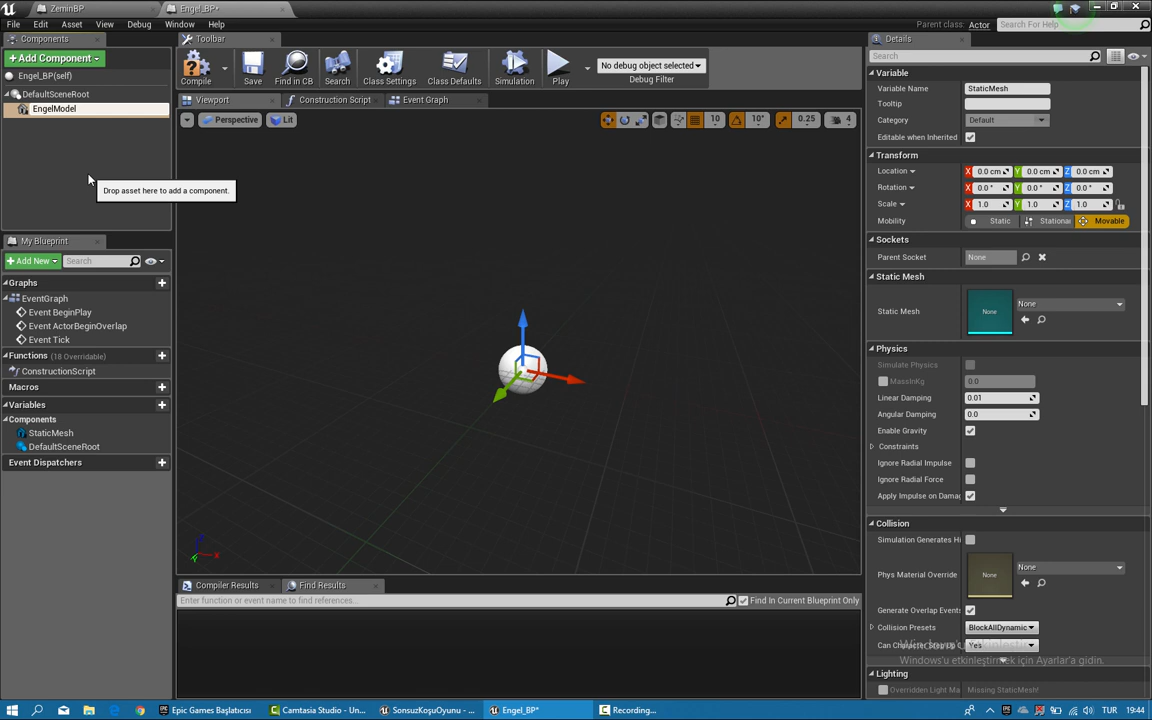 ZeminBP
Engel_BP*
File Edit Asset View Debug Window Help
Parent class: Actor
Search For Help
Components
+Add Component
Engel_BP(self)
DefaultSceneRoot
EngelModel
Drop asset here to add a component.
My Blueprint
+Add New
Search
Graphs
EventGraph
Event BeginPlay
Event ActorBeginOverlap
Event Tick
Functions (18 Overridable)
ConstructionScript
Macros
Variables
Components
StaticMesh
DefaultSceneRoot
Event Dispatchers
Toolbar
Compile
Save
Find in CB
Search
Class Settings
Class Defaults
Simulation
Play
No debug object selected
Debug Filter
Viewport
Construction Script
Event Graph
Perspective
Lit
10
10°
0.25
4
X
Y
Compiler Results
Find Results
Enter function or event name to find references...
Find In Current Blueprint Only
Details
Search
Variable
Variable Name StaticMesh
Tooltip
Category Default
Editable when Inherited
Transform
Location X 0.0 cm Y 0.0 cm Z 0.0 cm
Rotation X 0.0 ° Y 0.0 ° Z 0.0 °
Scale X 1.0 Y 1.0 Z 1.0
Mobility Static Stationar Movable
Sockets
Parent Socket None
Static Mesh
Static Mesh None None
Physics
Simulate Physics
MassInKg 0.0
Linear Damping 0.01
Angular Damping 0.0
Enable Gravity
Constraints
Ignore Radial Impulse
Ignore Radial Force
Apply Impulse on Damag
Collision
Simulation Generates Hi
Phys Material Override None None
Generate Overlap Events
Collision Presets BlockAllDynamic
Can Character Step Up Yes
Windows'u etkinleştirmek için Ayarlar'a gidin.
Lighting
Overridden Light Ma Missing StaticMesh!
Epic Games Başlatıcısı
Camtasia Studio - Un...
SonsuzKoşuOyunu - ...
Engel_BP*
Recording...
TUR
19:44